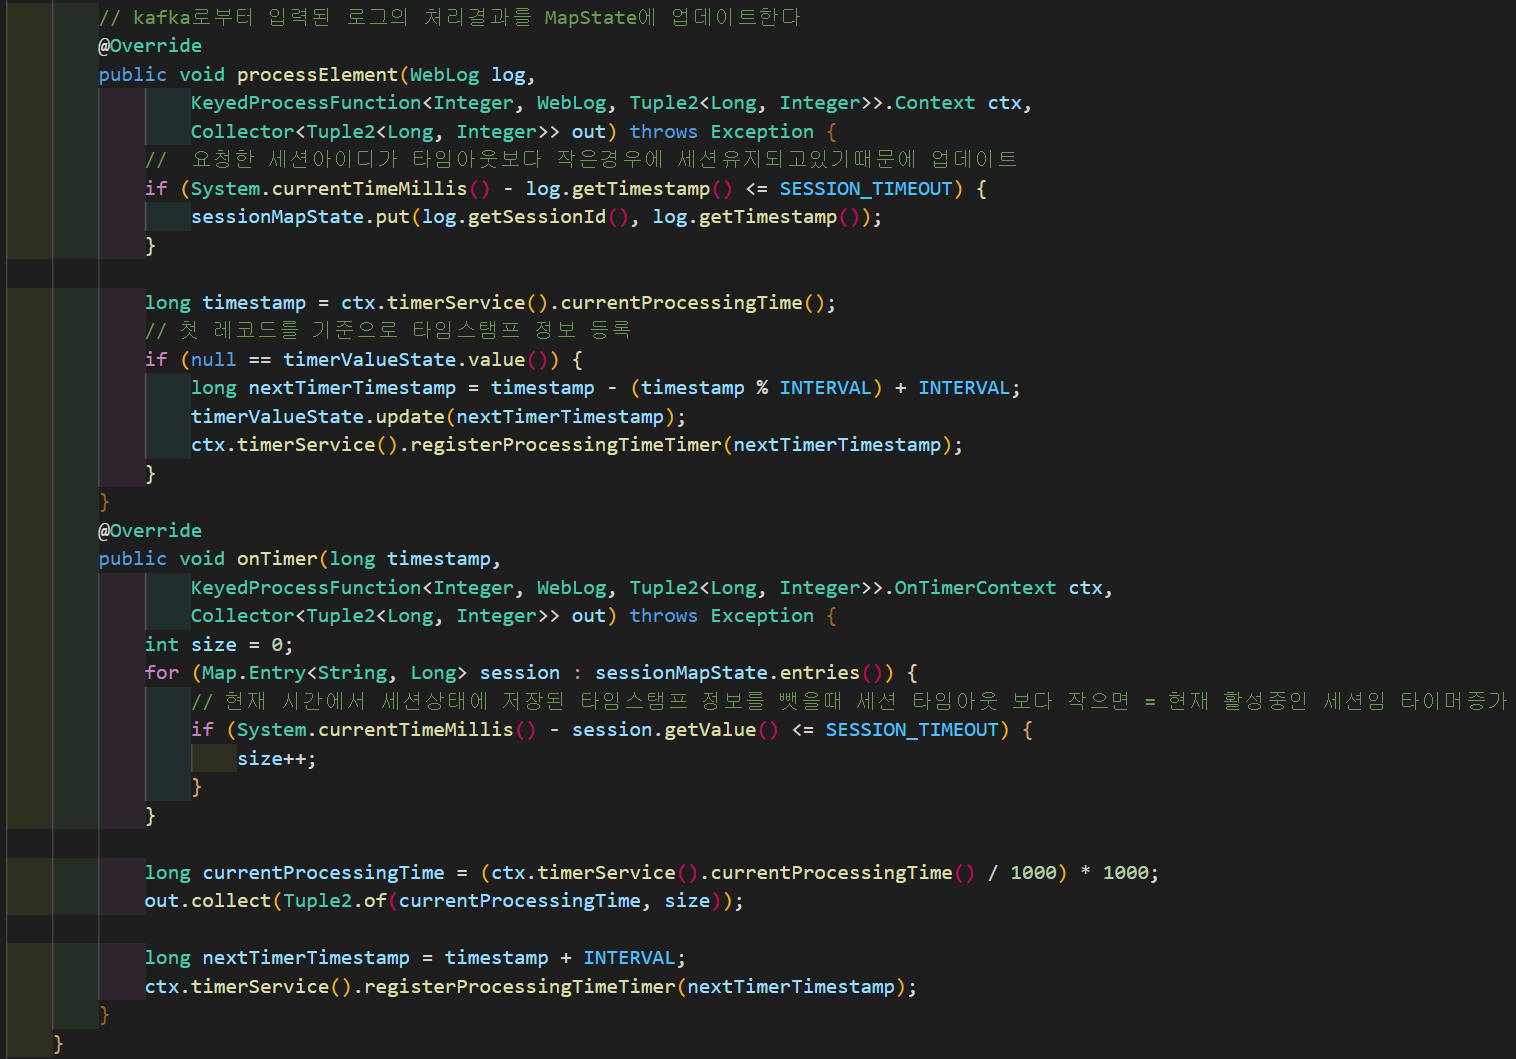 // kafka로부터 입력된 로그의 처리결과를 MapState에 업데이트한다
@Override
public void processElement(WebLog log,
KeyedProcessFunction<Integer, WebLog, Tuple2<Long, Integer>>.Context ctx,
Collector<Tuple2<Long, Integer>> out) throws Exception {
// 요청한 세션아이디가 타임아웃보다 작은경우에 세션유지되고있기때문에 업데이트
if (System.currentTimeMillis() - log.getTimestamp() <= SESSION_TIMEOUT) {
sessionMapState.put(log.getSessionId(), log.getTimestamp());
}
long timestamp = ctx.timerService().currentProcessingTime();
// 첫 레코드를 기준으로 타임스탬프 정보 등록
if (null == timerValueState.value()) {
long nextTimerTimestamp = timestamp - (timestamp % INTERVAL) + INTERVAL;
timerValueState.update(nextTimerTimestamp);
ctx.timerService().registerProcessingTimeTimer(nextTimerTimestamp);
}
}
@Override
public void onTimer(long timestamp,
KeyedProcessFunction<Integer, WebLog, Tuple2<Long, Integer>>.OnTimerContext ctx,
Collector<Tuple2<Long, Integer>> out) throws Exception {
int size = 0;
for (Map.Entry<String, Long> session : sessionMapState.entries()) {
// 현재 시간에서 세션상태에 저장된 타임스탬프 정보를 뺏을때 세션 타임아웃 보다 작으면 = 현재 활성중인 세션임 타이머증가
if (System.currentTimeMillis() - session.getValue() <= SESSION_TIMEOUT) {
size++;
}
}
long currentProcessingTime = (ctx.timerService().currentProcessingTime() / 1000) * 1000;
out.collect(Tuple2.of(currentProcessingTime, size));
long nextTimerTimestamp = timestamp + INTERVAL;
ctx.timerService().registerProcessingTimeTimer(nextTimerTimestamp);
}
}